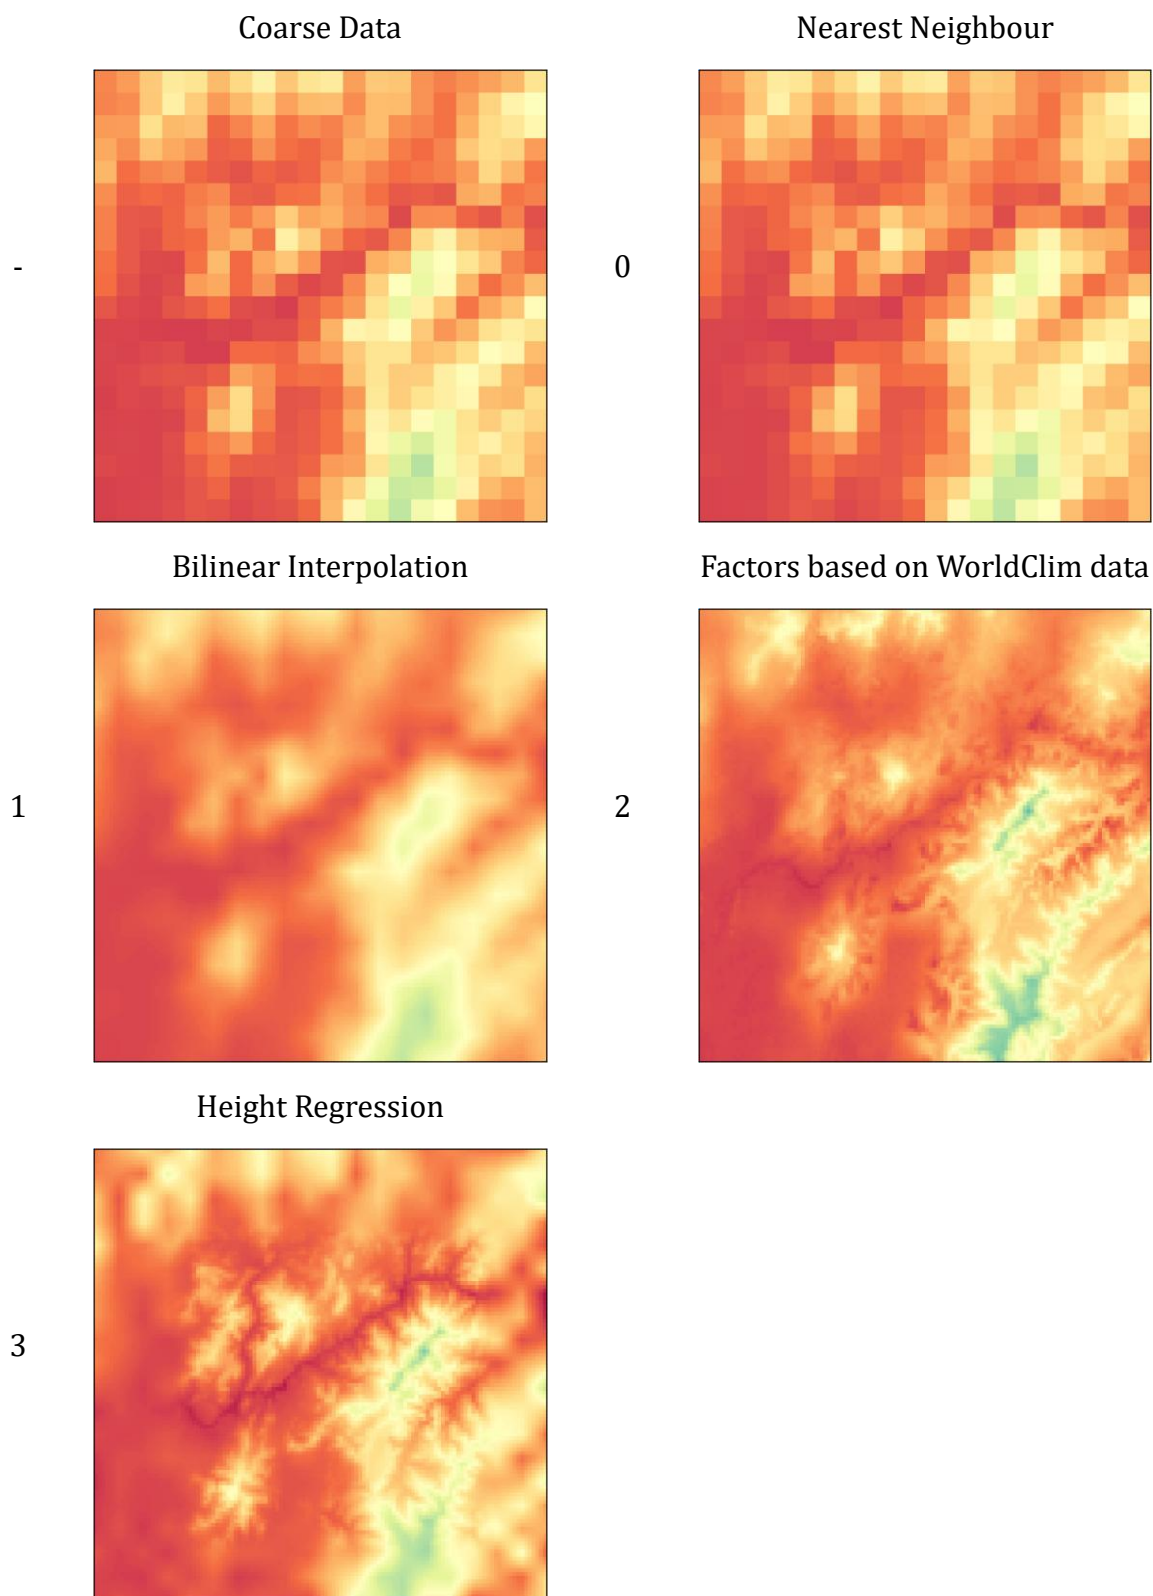 Coarse Data
Nearest Neighbour
-
0
Bilinear Interpolation
Factors based on WorldClim data
1
2
Height Regression
3